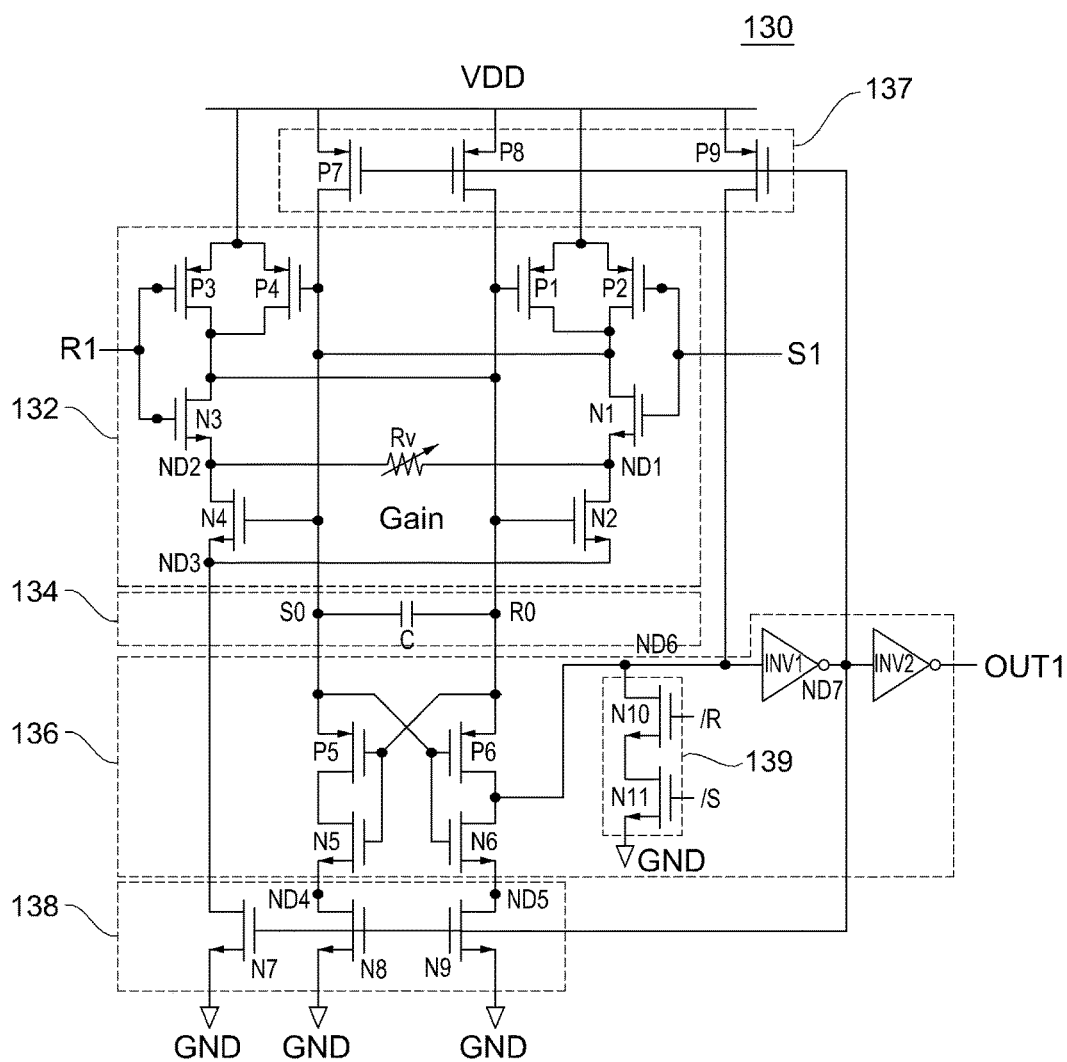 130
VDD
137
P7
P8
P9
P3
P4
P1
P2
R1
S1
132
N3
N1
Rv
ND2
ND1
N4
Gain
N2
ND3
134
S0
R0
C
ND6
INV1
INV2
OUT1
ND7
N10
/R
136
P5
P6
139
N11
/S
N5
N6
GND
138
ND4
ND5
N7
N8
N9
GND
GND
GND